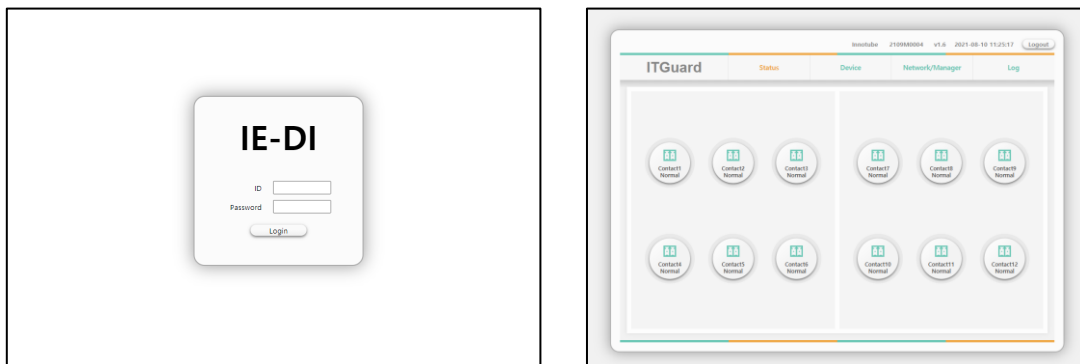 IE-DI
ID
Password
Login
innotube 2109M0004 v1.6 2021-08-10 11:25:17 Logout
ITGuard Status Device Network/Manager Log
Contact1 Contact2 Contact3 Contact7 Contact8 Contact9
Normal Normal Normal Normal Normal Normal
Contact4 Contact5 Contact6 Contact10 Contact11 Contact12
Normal Normal Normal Normal Normal Normal